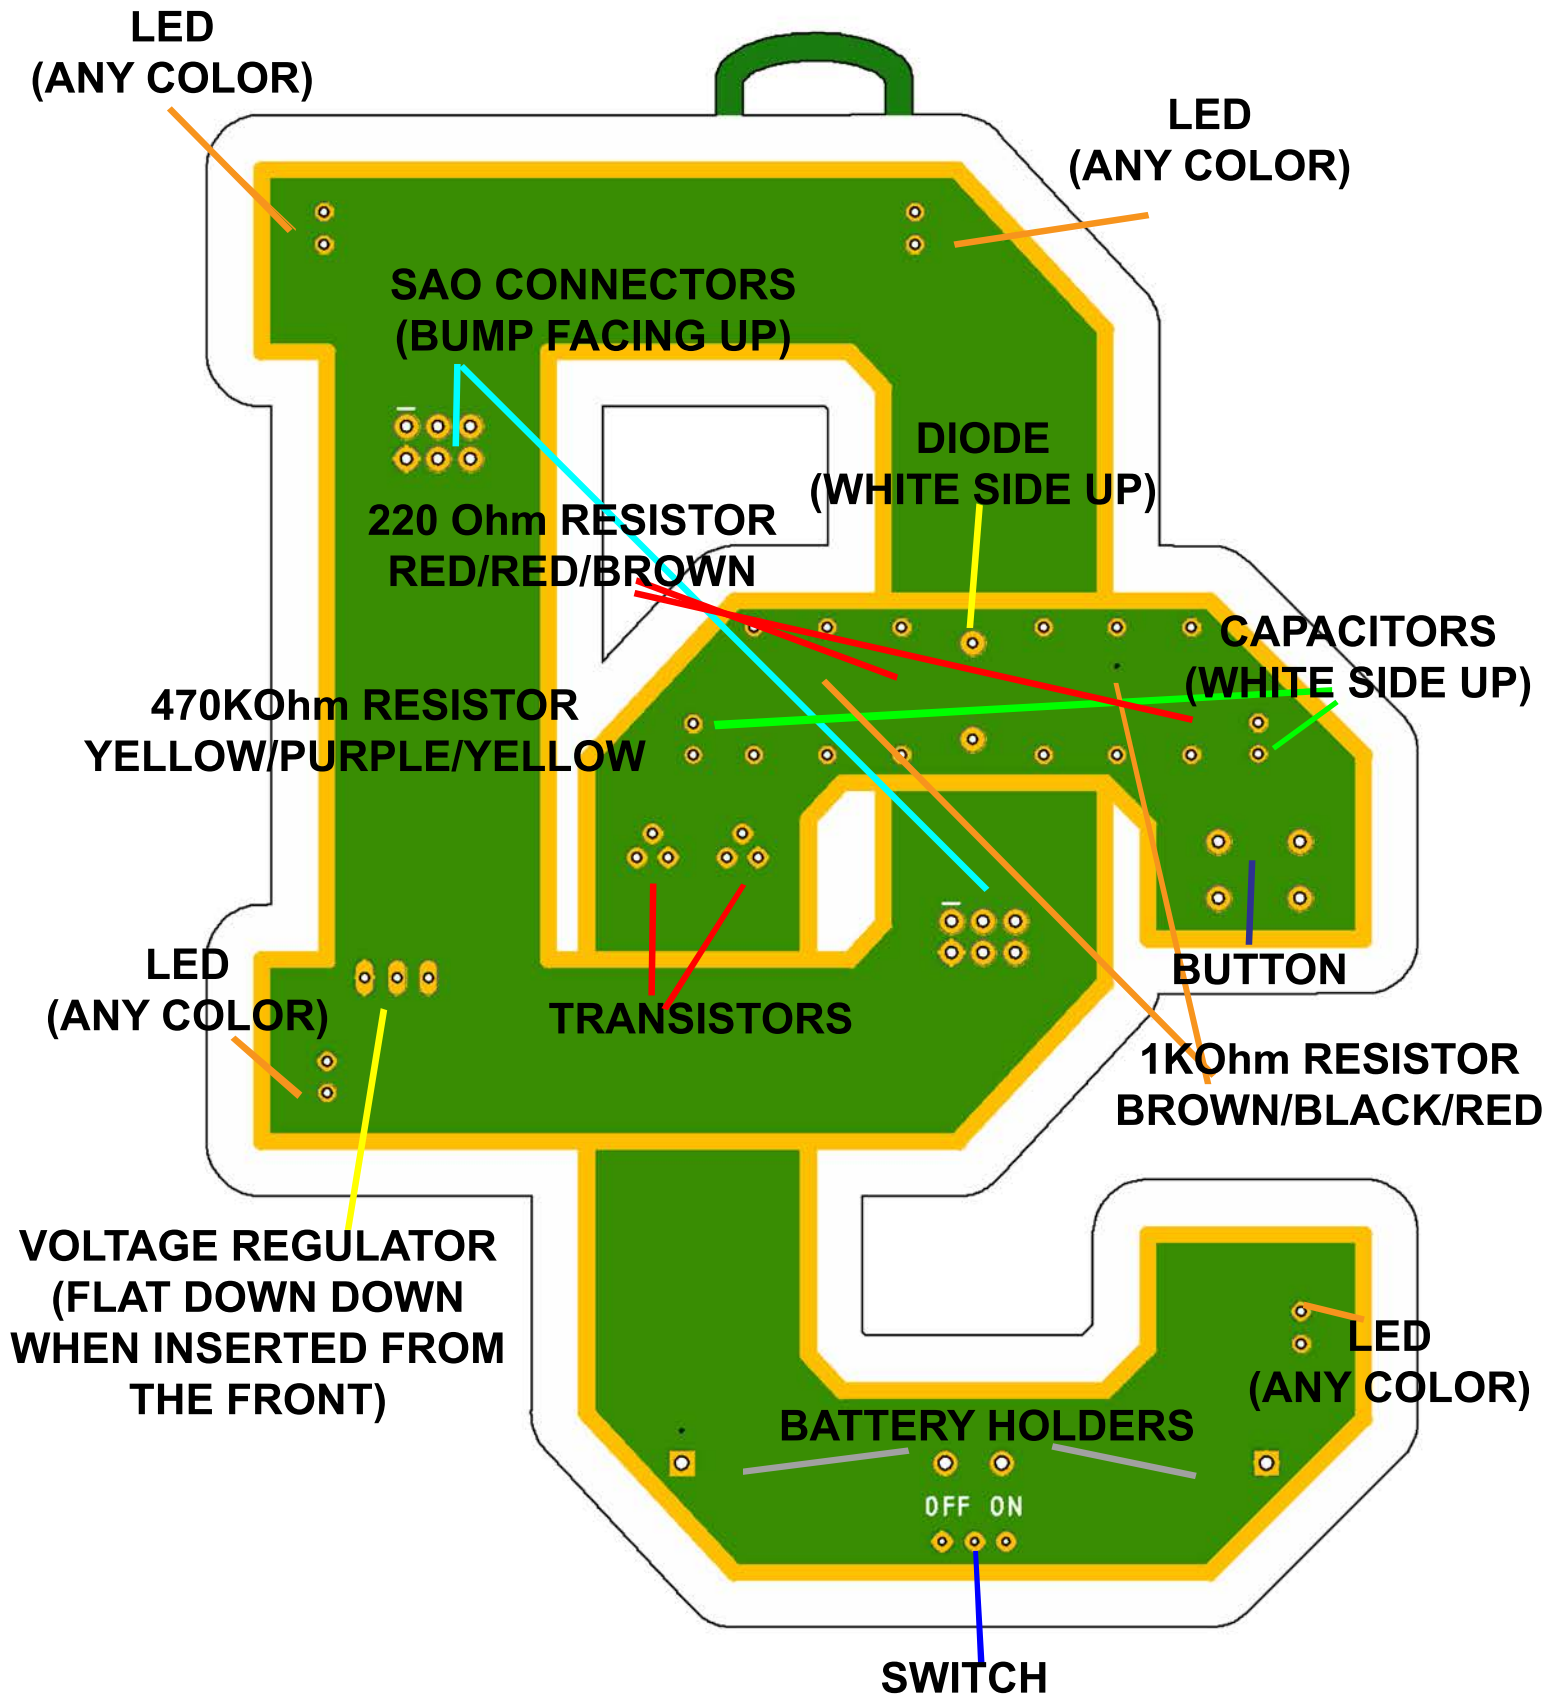 LED
(ANY COLOR)
LED
(ANY COLOR)
SAO CONNECTORS
(BUMP FACING UP)
DIODE
(WHITE SIDE UP)
220 Ohm RESISTOR
RED/RED/BROWN
CAPACITORS
(WHITE SIDE UP)
470KOhm RESISTOR
YELLOW/PURPLE/YELLOW
LED
(ANY COLOR)
BUTTON
TRANSISTORS
1KOhm RESISTOR
BROWN/BLACK/RED
VOLTAGE REGULATOR
(FLAT DOWN DOWN
WHEN INSERTED FROM
THE FRONT)
LED
(ANY COLOR)
BATTERY HOLDERS
OFF ON
SWITCH